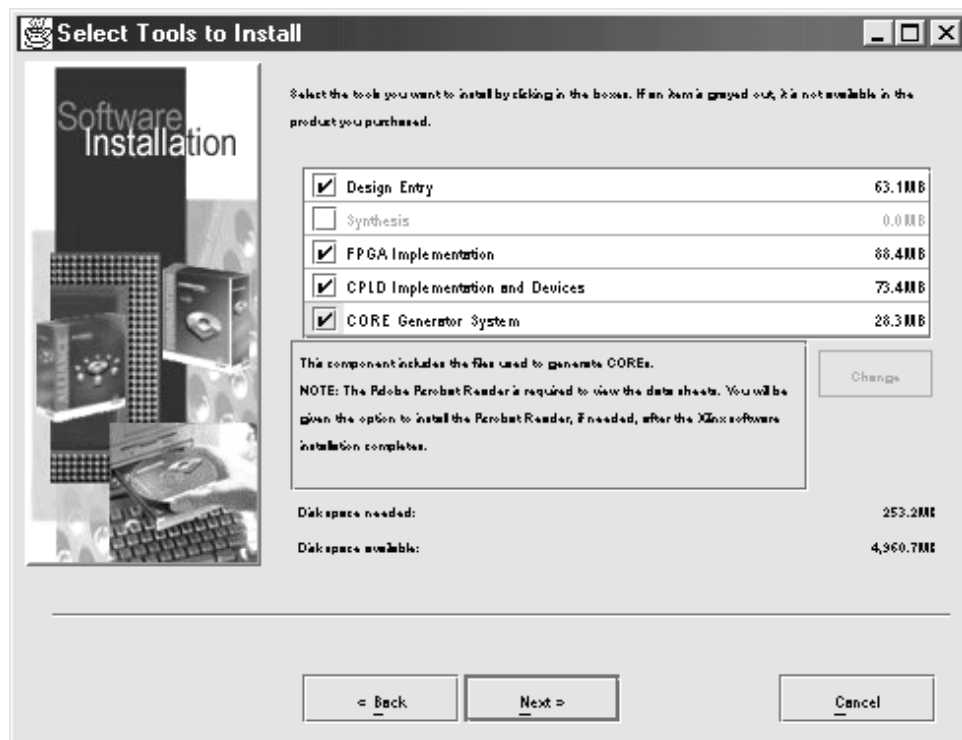 Select Tools to Install
Software
Installation
Select the tools you want to install by clicking in the boxes. If an item is grayed out, it is not available in the
product you purchased.
Design Entry 63.1MB
Synthesis 0.0MB
FPGA Implementation 88.4MB
CPLD Implementation and Devices 73.4MB
CORE Generator System 28.3MB
This component includes the files used to generate COREs.
NOTE: The Adobe Acrobat Reader is required to view the data sheets. You will be
given the option to install the Acrobat Reader, if needed, after the Xilinx software
installation completes.
Change
Disk space needed: 253.2MB
Disk space available: 4,960.7MB
< Back
Next >
Cancel